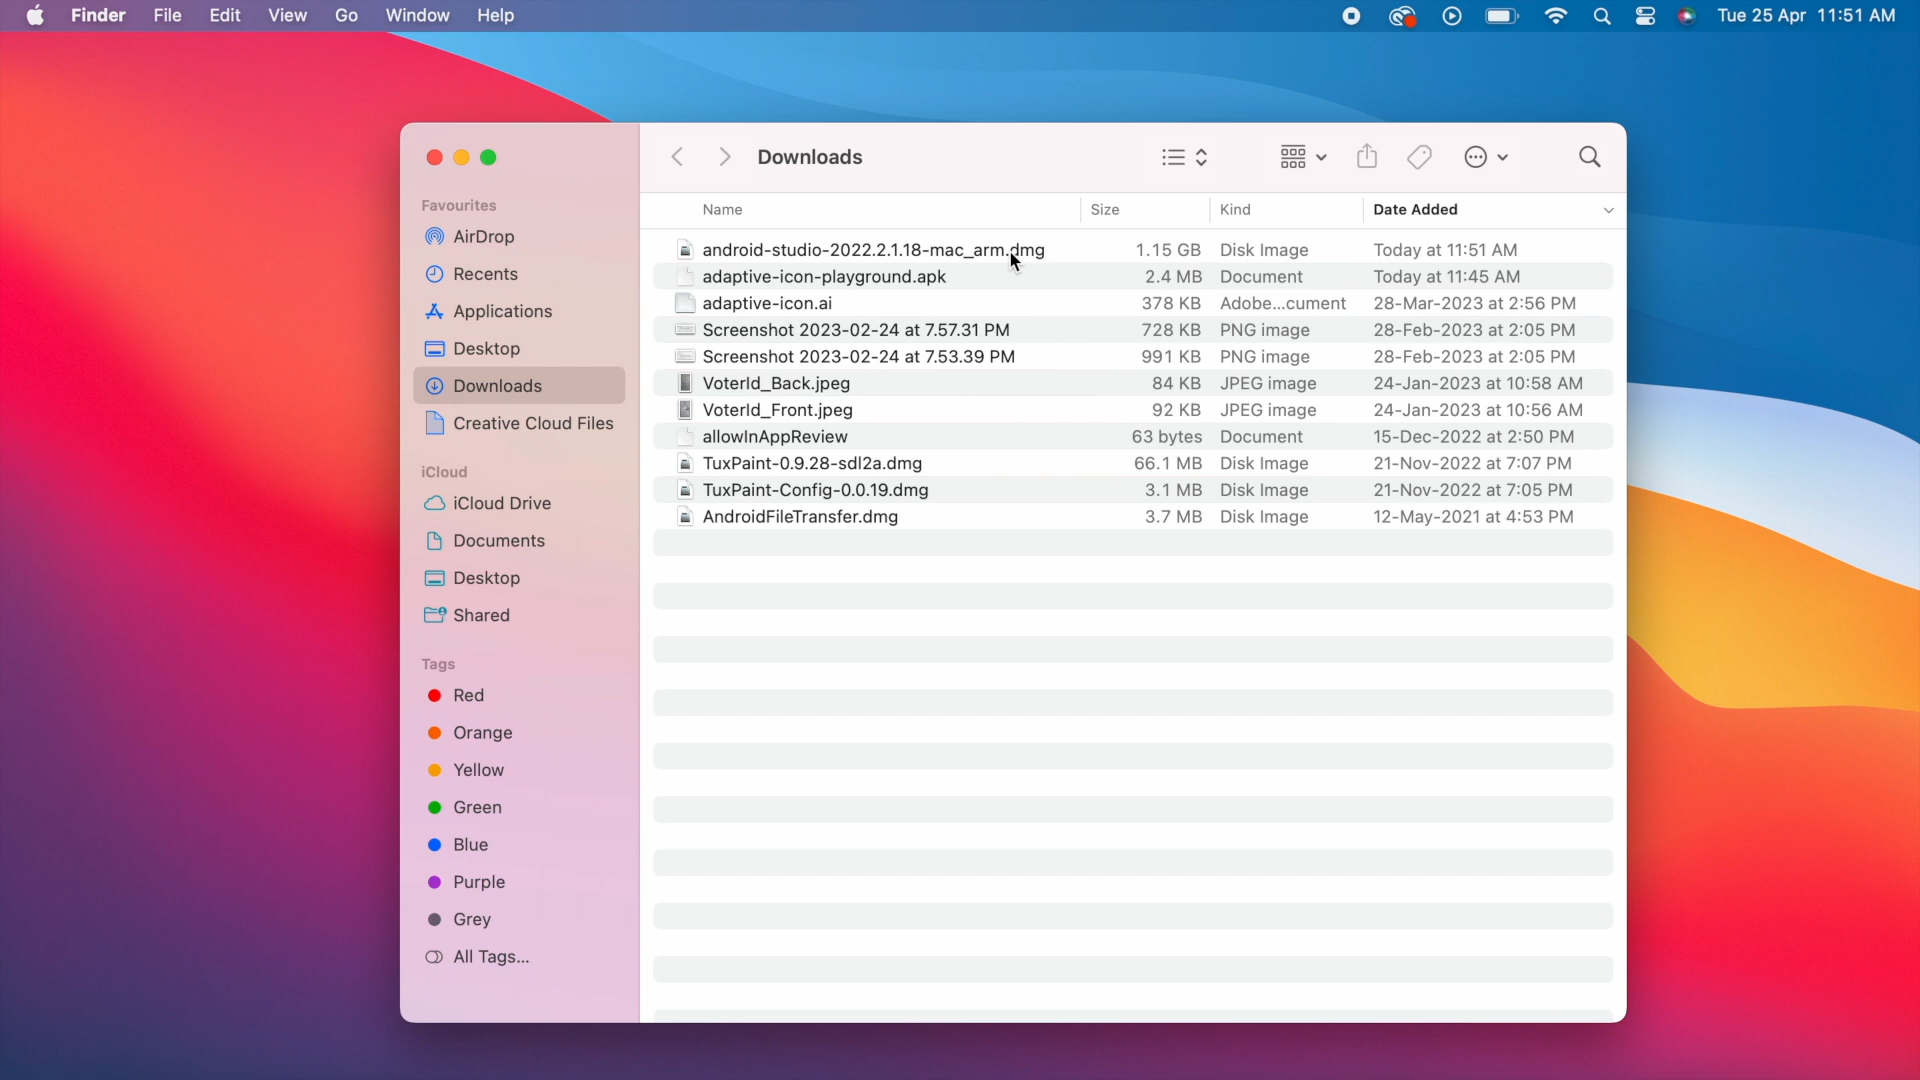 Finder File Edit View Go Window Help Tue 25 Apr 11:51 AM
Downloads
Favourites
AirDrop
Recents
Applications
Desktop
Downloads
Creative Cloud Files
iCloud
iCloud Drive
Documents
Desktop
Shared
Tags
Red
Orange
Yellow
Green
Blue
Purple
Grey
All Tags...
Name Size Kind Date Added
android-studio-2022.2.1.18-mac_arm.dmg 1.15 GB Disk Image Today at 11:51 AM
adaptive-icon-playground.apk 2.4 MB Document Today at 11:45 AM
adaptive-icon.ai 378 KB Adobe...cument 28-Mar-2023 at 2:56 PM
Screenshot 2023-02-24 at 7.57.31 PM 728 KB PNG image 28-Feb-2023 at 2:05 PM
Screenshot 2023-02-24 at 7.53.39 PM 991 KB PNG image 28-Feb-2023 at 2:05 PM
VoterId_Back.jpeg 84 KB JPEG image 24-Jan-2023 at 10:58 AM
VoterId_Front.jpeg 92 KB JPEG image 24-Jan-2023 at 10:56 AM
allowInAppReview 63 bytes Document 15-Dec-2022 at 2:50 PM
TuxPaint-0.9.28-sdl2a.dmg 66.1 MB Disk Image 21-Nov-2022 at 7:07 PM
TuxPaint-Config-0.0.19.dmg 3.1 MB Disk Image 21-Nov-2022 at 7:05 PM
AndroidFileTransfer.dmg 3.7 MB Disk Image 12-May-2021 at 4:53 PM